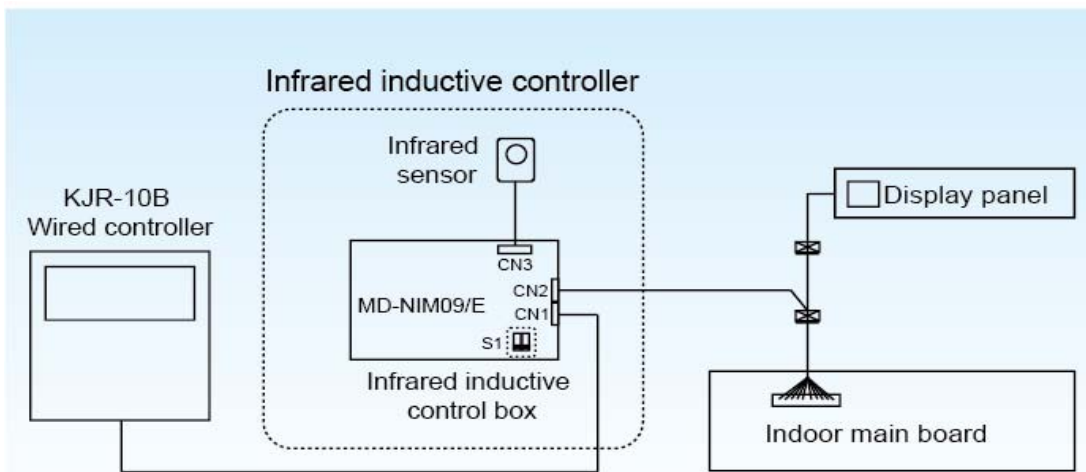 Infrared inductive controller
Infrared
sensor
KJR-10B
Wired controller
Display panel
CN3
CN2
MD-NIM09/E
CN1
S1
Infrared inductive
control box
Indoor main board